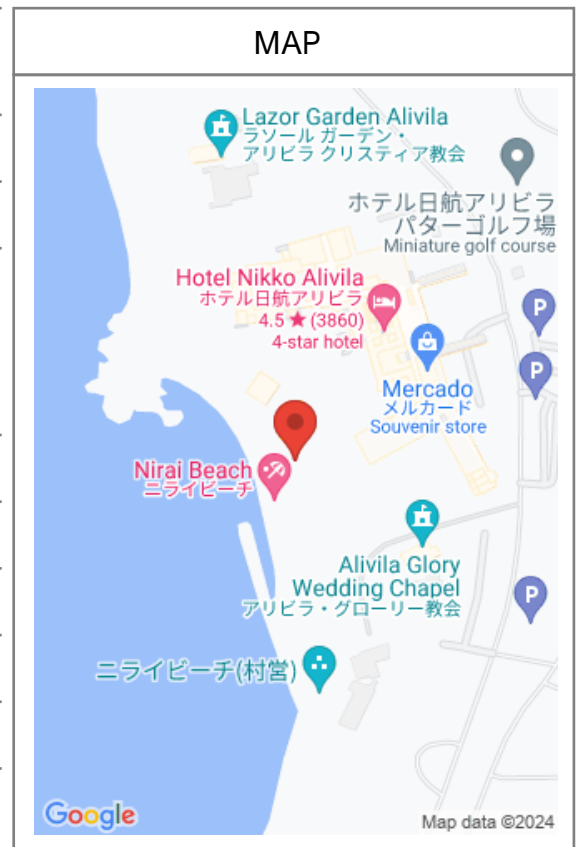 MAP
Lazor Garden Alivila
ラソール ガーデン・
アリビラ クリスティア教会
ホテル日航アリビラ
パターゴルフ場
Miniature golf course
Hotel Nikko Alivila
ホテル日航アリビラ
4.5 ★ (3860)
4-star hotel
P
P
Mercado
メルカード
Souvenir store
Nirai Beach
ニライビーチ
Alivila Glory
Wedding Chapel
アリビラ・グローリー教会
P
ニライビーチ(村営)
Google
Map data ©2024